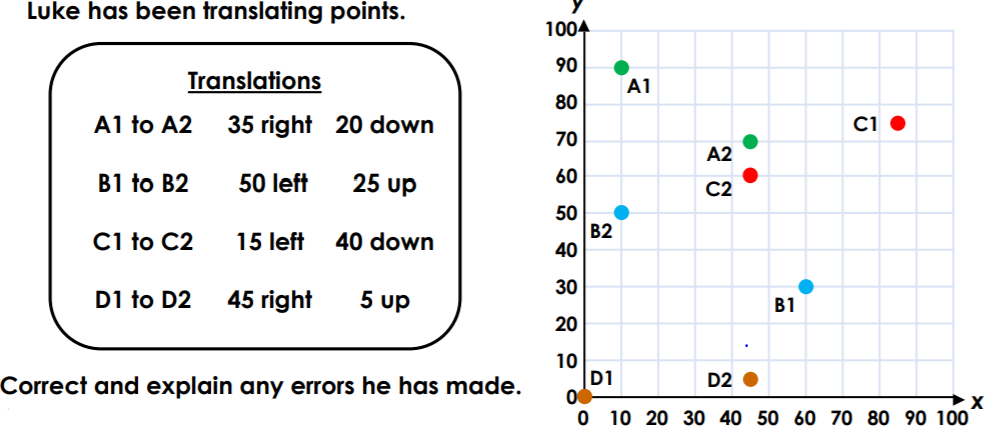 Luke has been translating points.
Translations
A1 to A2 35 right 20 down
B1 to B2 50 left 25 up
C1 to C2 15 left 40 down
D1 to D2 45 right 5 up
Correct and explain any errors he has made.
y
100
90
80
70
60
50
40
30
20
10
0
A1
C1
A2
C2
B2
B1
D1
D2
0 10 20 30 40 50 60 70 80 90 100
x